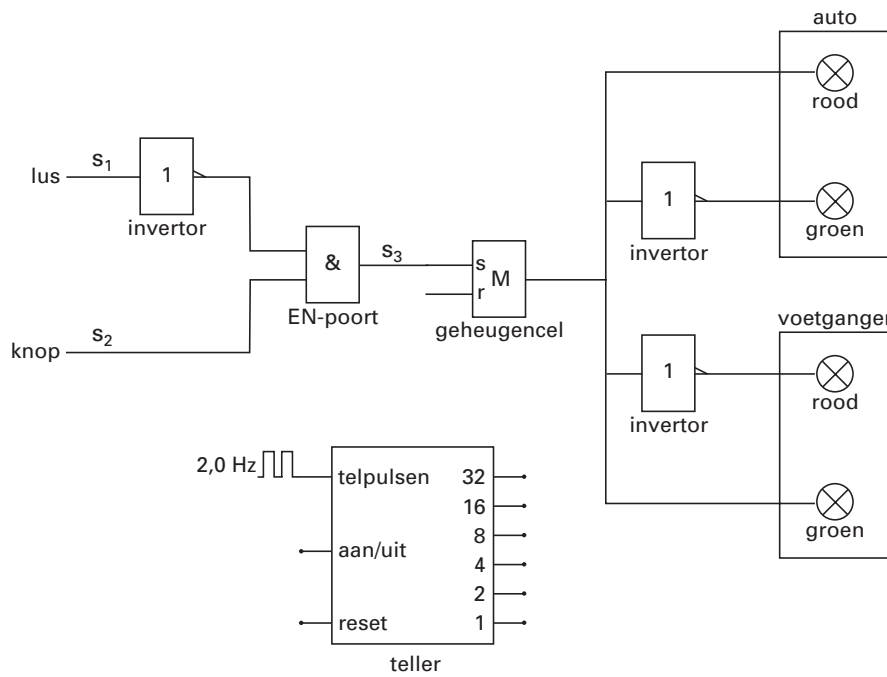 auto
rood
lus
s₁
1
invertor
1
groen
invertor
&
s₃
s
M
r
EN-poort
geheugencel
knop
s₂
voetganger
1
rood
invertor
2,0 Hz
telpulsen
32
16
groen
8
aan/uit
4
2
reset
1
teller